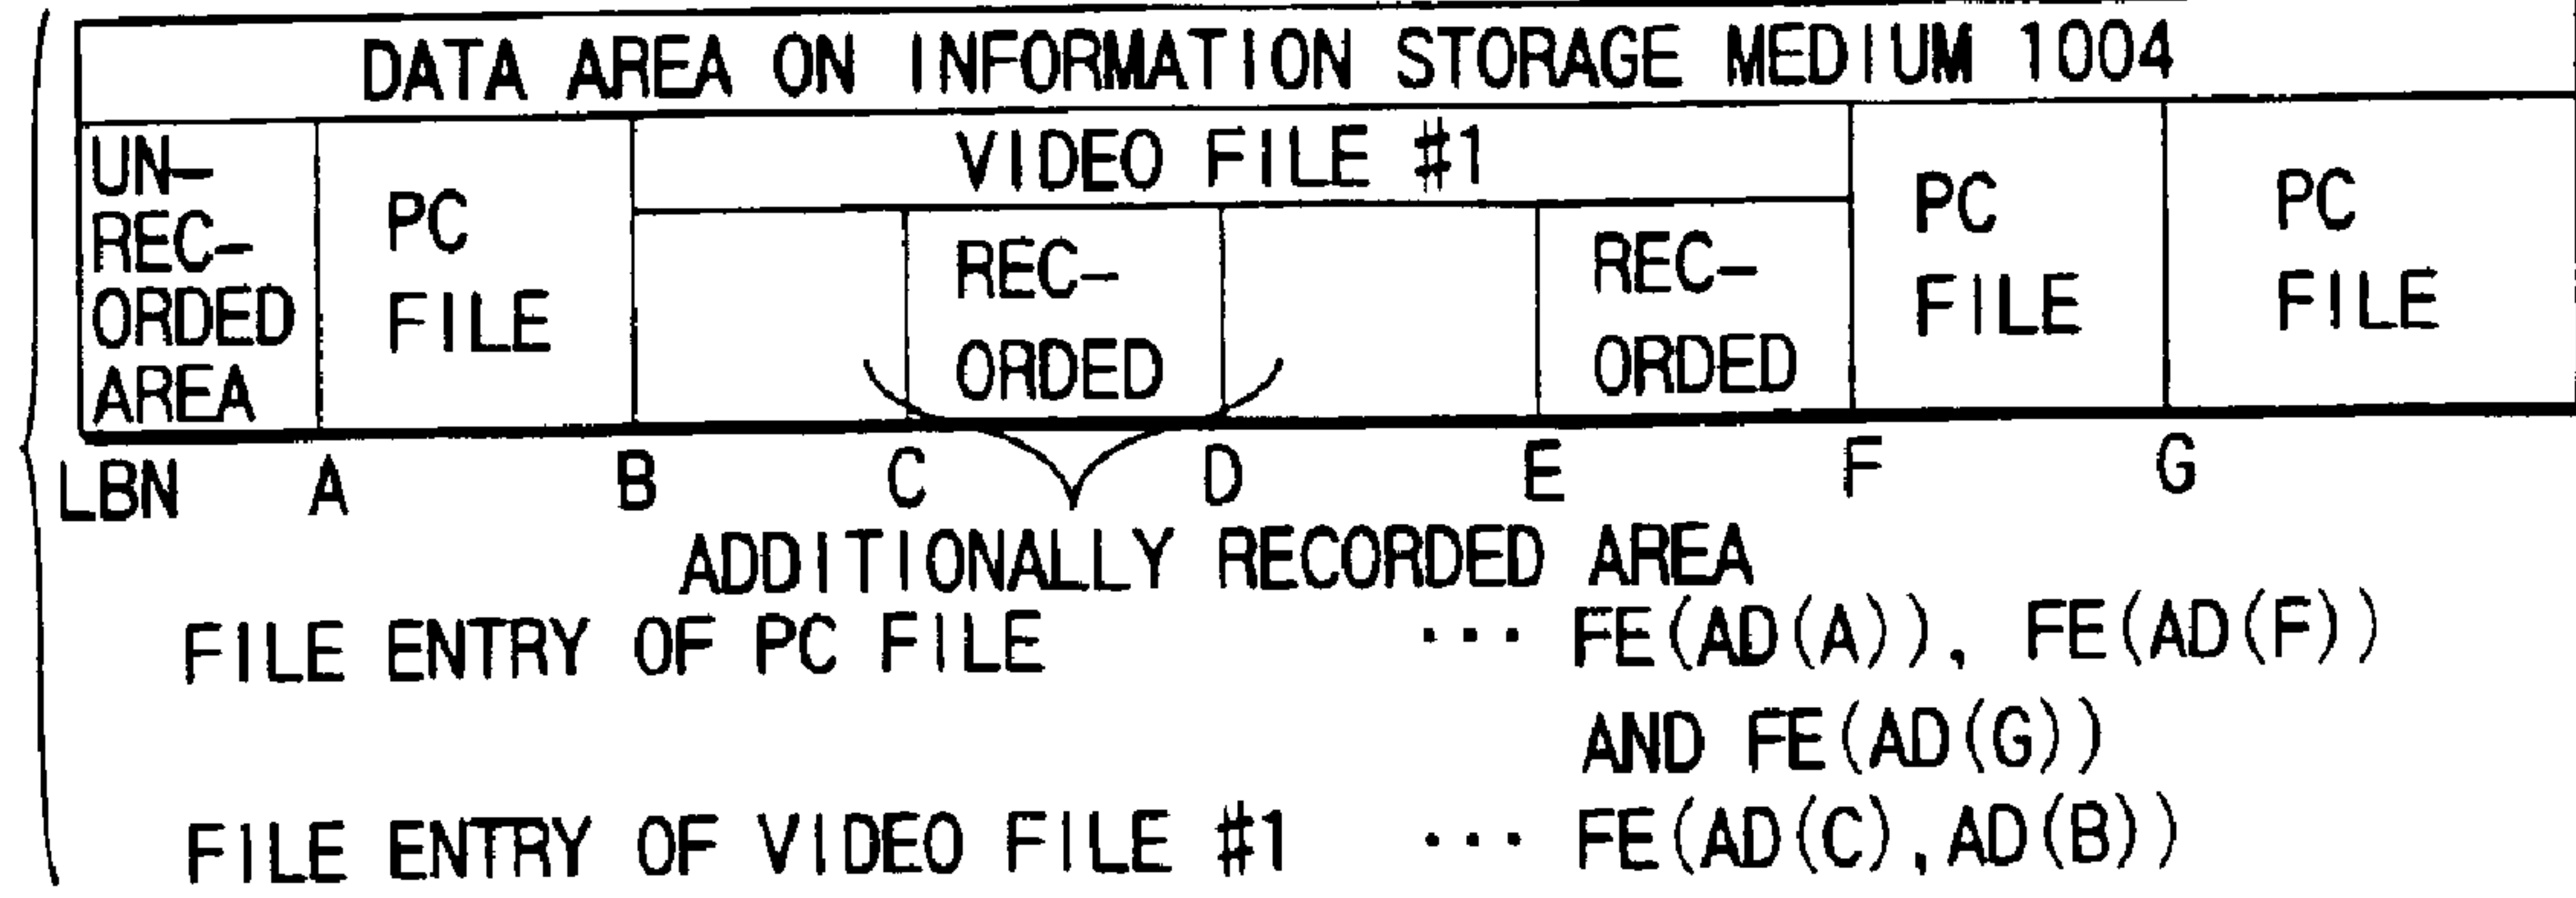 DATA AREA ON INFORMATION STORAGE MEDIUM 1004
UN-
REC-
ORDED
AREA
PC
FILE
VIDEO FILE #1
REC-
ORDED
REC-
ORDED
PC
FILE
PC
FILE
LBN A B C D E F G
ADDITIONALLY RECORDED AREA
FILE ENTRY OF PC FILE ··· FE(AD(A)), FE(AD(F))
AND FE(AD(G))
FILE ENTRY OF VIDEO FILE #1 ··· FE(AD(C),AD(B))